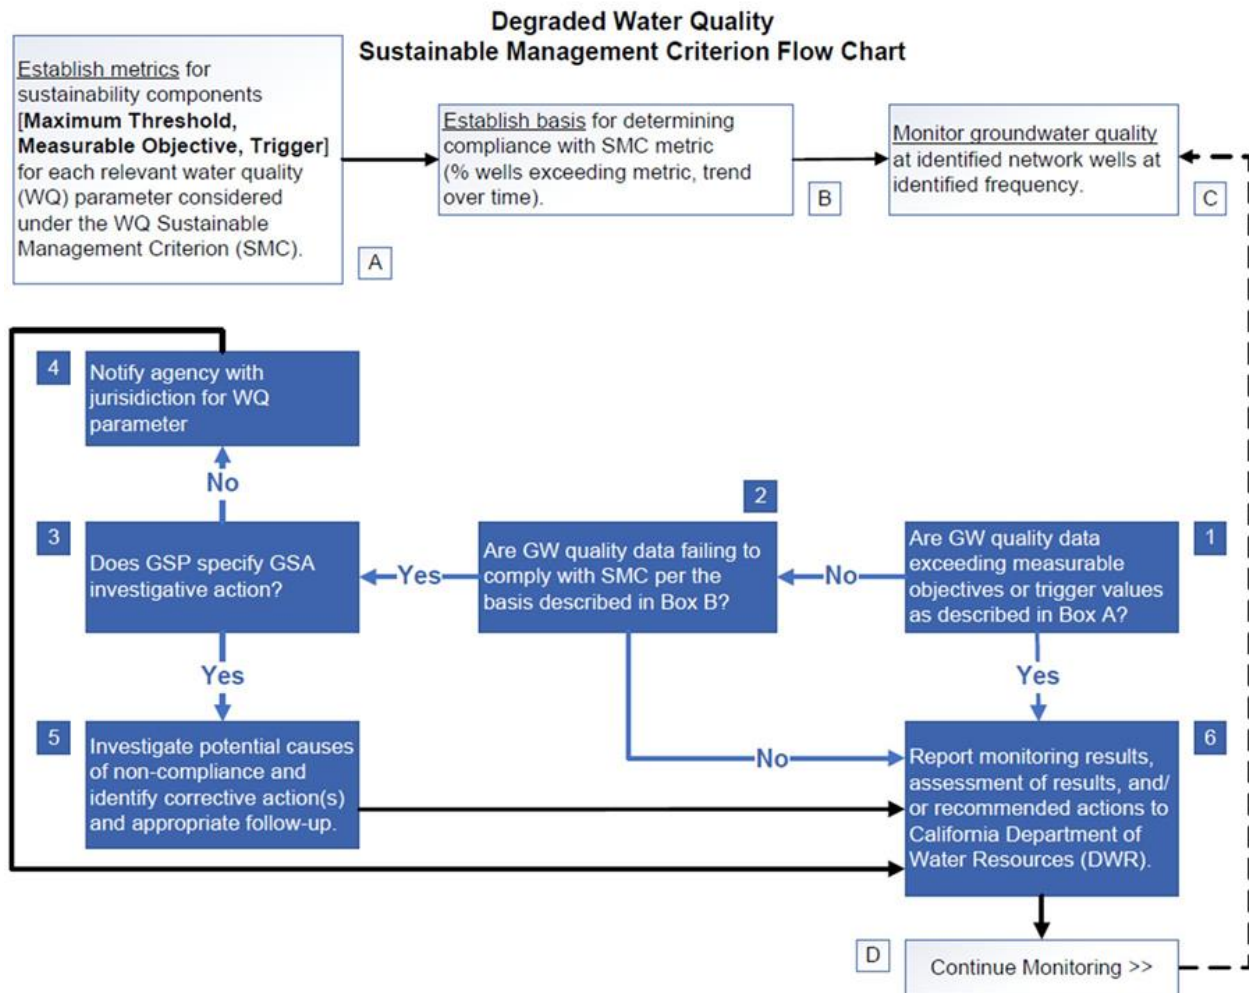 Degraded Water Quality
Sustainable Management Criterion Flow Chart
Establish metrics for
sustainability components
[Maximum Threshold,
Measurable Objective, Trigger]
for each relevant water quality
(WQ) parameter considered
under the WQ Sustainable
Management Criterion (SMC).
A
Establish basis for determining
compliance with SMC metric
(% wells exceeding metric, trend
over time).
B
Monitor groundwater quality
at identified network wells at
identified frequency.
C
1
Are GW quality data
exceeding measurable
objectives or trigger values
as described in Box A?
No
Yes
2
Are GW quality data failing to
comply with SMC per the
basis described in Box B?
Yes
No
3
Does GSP specify GSA
investigative action?
No
Yes
4
Notify agency with
jurisidiction for WQ
parameter
5
Investigate potential causes
of non-compliance and
identify corrective action(s)
and appropriate follow-up.
6
Report monitoring results,
assessment of results, and/
or recommended actions to
California Department of
Water Resources (DWR).
D
Continue Monitoring >>